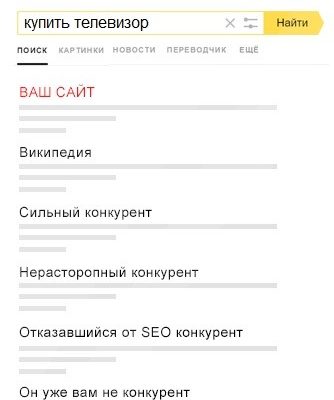 купить телевизор Найти
ПОИСК КАРТИНКИ НОВОСТИ ПЕРЕВОДЧИК ЕЩЁ
ВАШ САЙТ
Википедия
Сильный конкурент
Нерасторопный конкурент
Отказавшийся от SEO конкурент
Он уже вам не конкурент